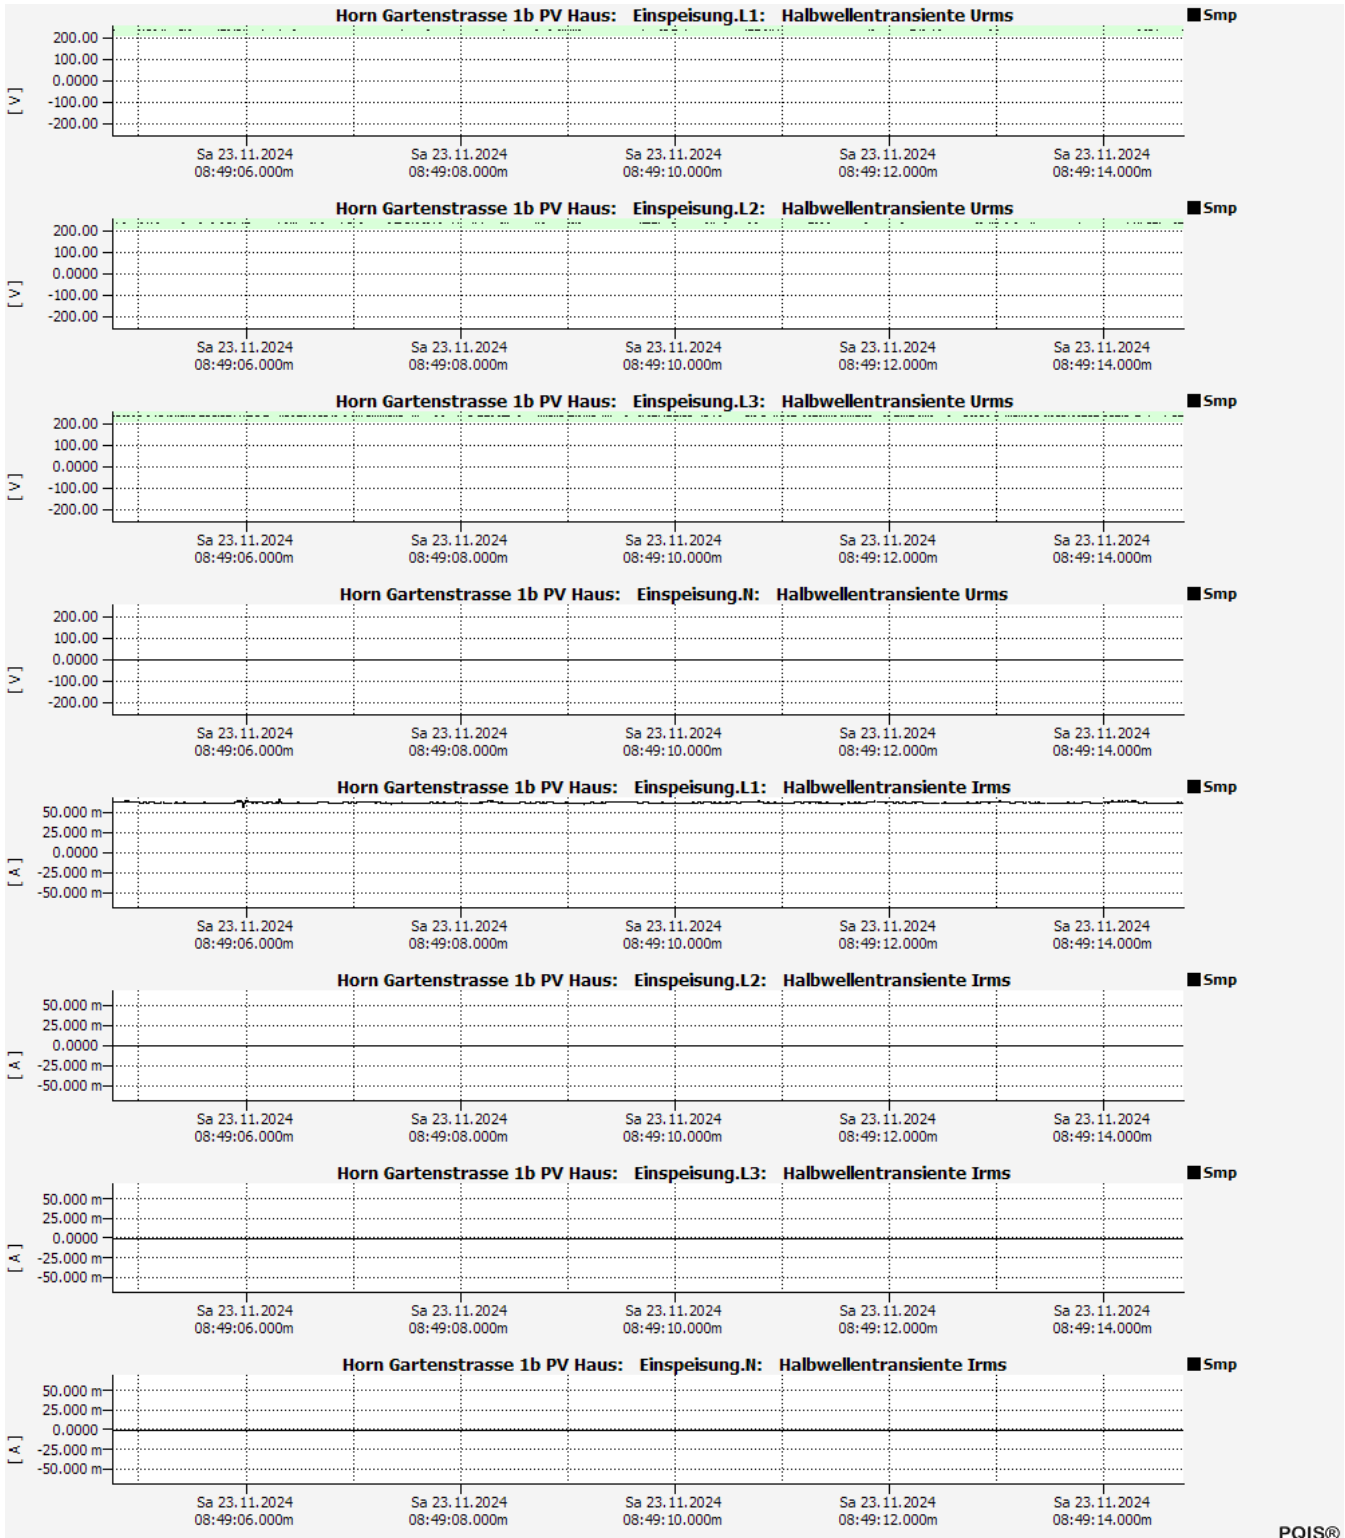 Horn Gartenstrasse 1b PV Haus: Einspeisung.L1: Halbwellentransiente Urms
Smp
200.00
100.00
0.0000
-100.00
-200.00
[ V ]
Sa 23.11.2024 Sa 23.11.2024 Sa 23.11.2024 Sa 23.11.2024 Sa 23.11.2024
08:49:06.000m 08:49:08.000m 08:49:10.000m 08:49:12.000m 08:49:14.000m
Horn Gartenstrasse 1b PV Haus: Einspeisung.L2: Halbwellentransiente Urms
Smp
200.00
100.00
0.0000
-100.00
-200.00
[ V ]
Sa 23.11.2024 Sa 23.11.2024 Sa 23.11.2024 Sa 23.11.2024 Sa 23.11.2024
08:49:06.000m 08:49:08.000m 08:49:10.000m 08:49:12.000m 08:49:14.000m
Horn Gartenstrasse 1b PV Haus: Einspeisung.L3: Halbwellentransiente Urms
Smp
200.00
100.00
0.0000
-100.00
-200.00
[ V ]
Sa 23.11.2024 Sa 23.11.2024 Sa 23.11.2024 Sa 23.11.2024 Sa 23.11.2024
08:49:06.000m 08:49:08.000m 08:49:10.000m 08:49:12.000m 08:49:14.000m
Horn Gartenstrasse 1b PV Haus: Einspeisung.N: Halbwellentransiente Urms
Smp
200.00
100.00
0.0000
-100.00
-200.00
[ V ]
Sa 23.11.2024 Sa 23.11.2024 Sa 23.11.2024 Sa 23.11.2024 Sa 23.11.2024
08:49:06.000m 08:49:08.000m 08:49:10.000m 08:49:12.000m 08:49:14.000m
Horn Gartenstrasse 1b PV Haus: Einspeisung.L1: Halbwellentransiente Irms
Smp
50.000 m
25.000 m
0.0000
-25.000 m
-50.000 m
[ A ]
Sa 23.11.2024 Sa 23.11.2024 Sa 23.11.2024 Sa 23.11.2024 Sa 23.11.2024
08:49:06.000m 08:49:08.000m 08:49:10.000m 08:49:12.000m 08:49:14.000m
Horn Gartenstrasse 1b PV Haus: Einspeisung.L2: Halbwellentransiente Irms
Smp
50.000 m
25.000 m
0.0000
-25.000 m
-50.000 m
[ A ]
Sa 23.11.2024 Sa 23.11.2024 Sa 23.11.2024 Sa 23.11.2024 Sa 23.11.2024
08:49:06.000m 08:49:08.000m 08:49:10.000m 08:49:12.000m 08:49:14.000m
Horn Gartenstrasse 1b PV Haus: Einspeisung.L3: Halbwellentransiente Irms
Smp
50.000 m
25.000 m
0.0000
-25.000 m
-50.000 m
[ A ]
Sa 23.11.2024 Sa 23.11.2024 Sa 23.11.2024 Sa 23.11.2024 Sa 23.11.2024
08:49:06.000m 08:49:08.000m 08:49:10.000m 08:49:12.000m 08:49:14.000m
Horn Gartenstrasse 1b PV Haus: Einspeisung.N: Halbwellentransiente Irms
Smp
50.000 m
25.000 m
0.0000
-25.000 m
-50.000 m
[ A ]
Sa 23.11.2024 Sa 23.11.2024 Sa 23.11.2024 Sa 23.11.2024 Sa 23.11.2024
08:49:06.000m 08:49:08.000m 08:49:10.000m 08:49:12.000m 08:49:14.000m
PQIS®